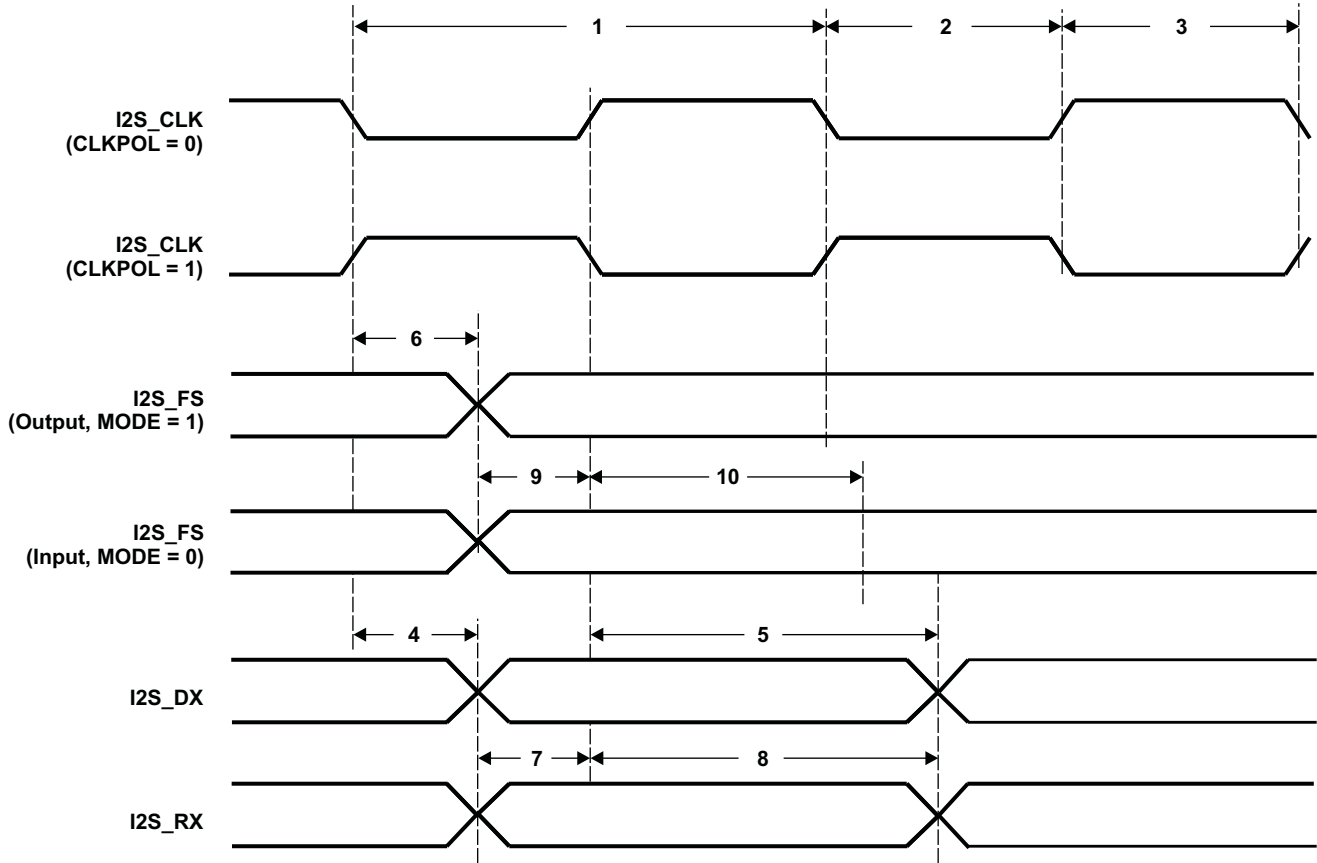 1
2
3
I2S_CLK
(CLKPOL = 0)
I2S_CLK
(CLKPOL = 1)
6
I2S_FS
(Output, MODE = 1)
9
10
I2S_FS
(Input, MODE = 0)
4
5
I2S_DX
7
8
I2S_RX